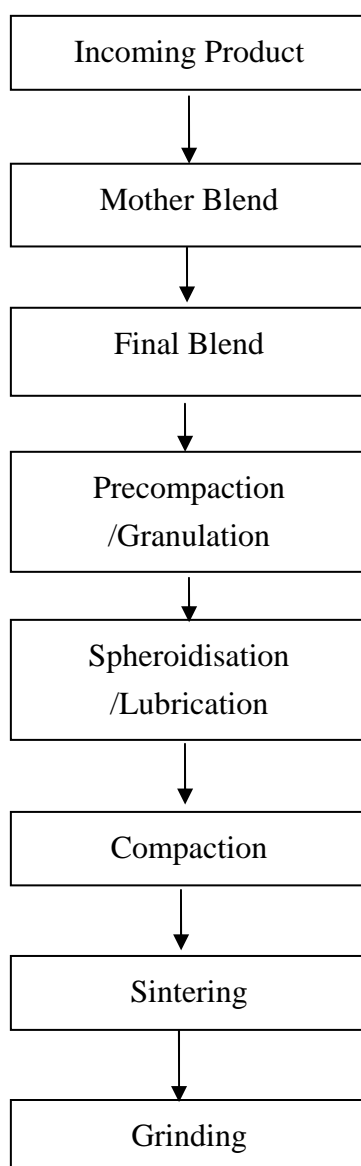 Incoming Product
Mother Blend
Final Blend
Precompaction
/Granulation
Spheroidisation
/Lubrication
Compaction
Sintering
Grinding